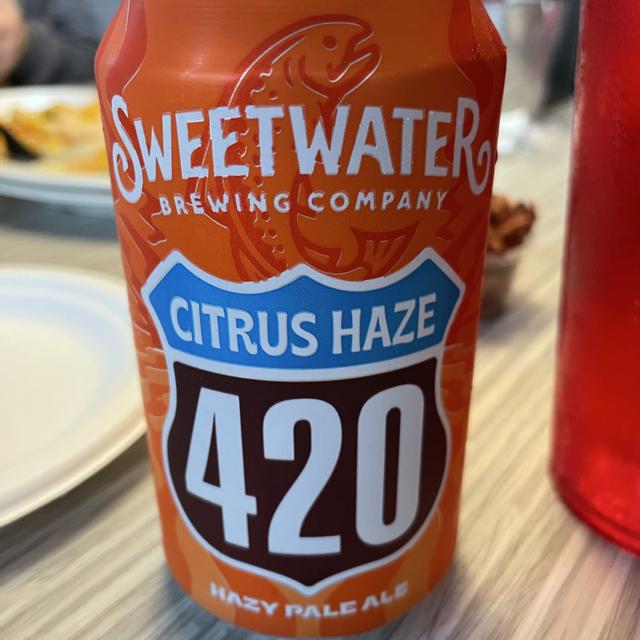 SWEETWATER
BREWING COMPANY
CITRUS HAZE
420
HAZY PALE ALE